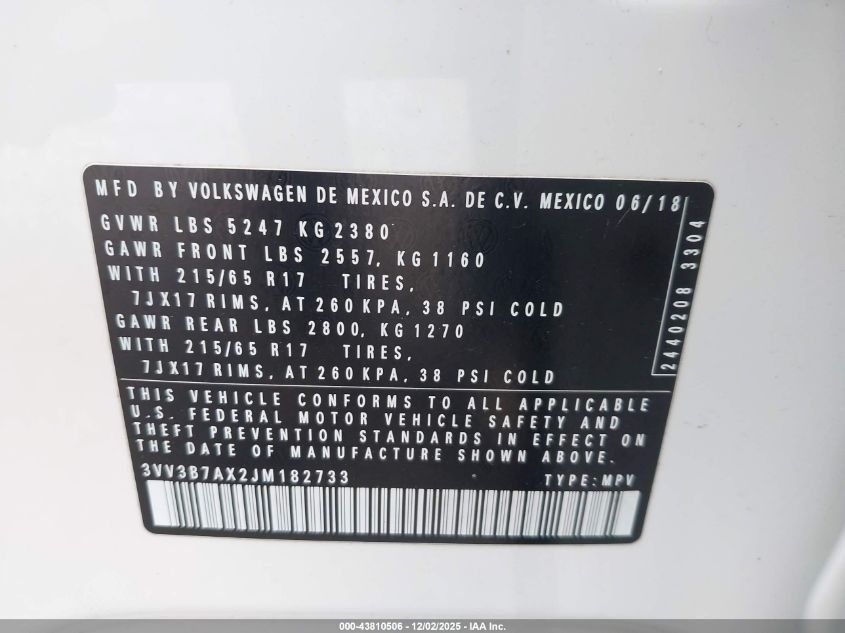 MFD BY VOLKSWAGEN DE MEXICO S.A. DE C.V. MEXICO 06/18
GVWR LBS 5247 KG 2380
GAWR FRONT LBS 2557, KG 1160
WITH 215/65 R17 TIRES,
7JX17 RIMS, AT 260 KPA, 38 PSI COLD
GAWR REAR LBS 2800, KG 1270
WITH 215/65 R17 TIRES,
7JX17 RIMS, AT 260 KPA, 38 PSI COLD
2440208 3304
THIS VEHICLE CONFORMS TO ALL APPLICABLE
U.S. FEDERAL MOTOR VEHICLE SAFETY AND
THEFT PREVENTION STANDARDS IN EFFECT ON
THE DATE OF MANUFACTURE SHOWN ABOVE.
3VV3B7AX2JM182733 TYPE: MPV
000-43810506 - 12/02/2025 - IAA Inc.